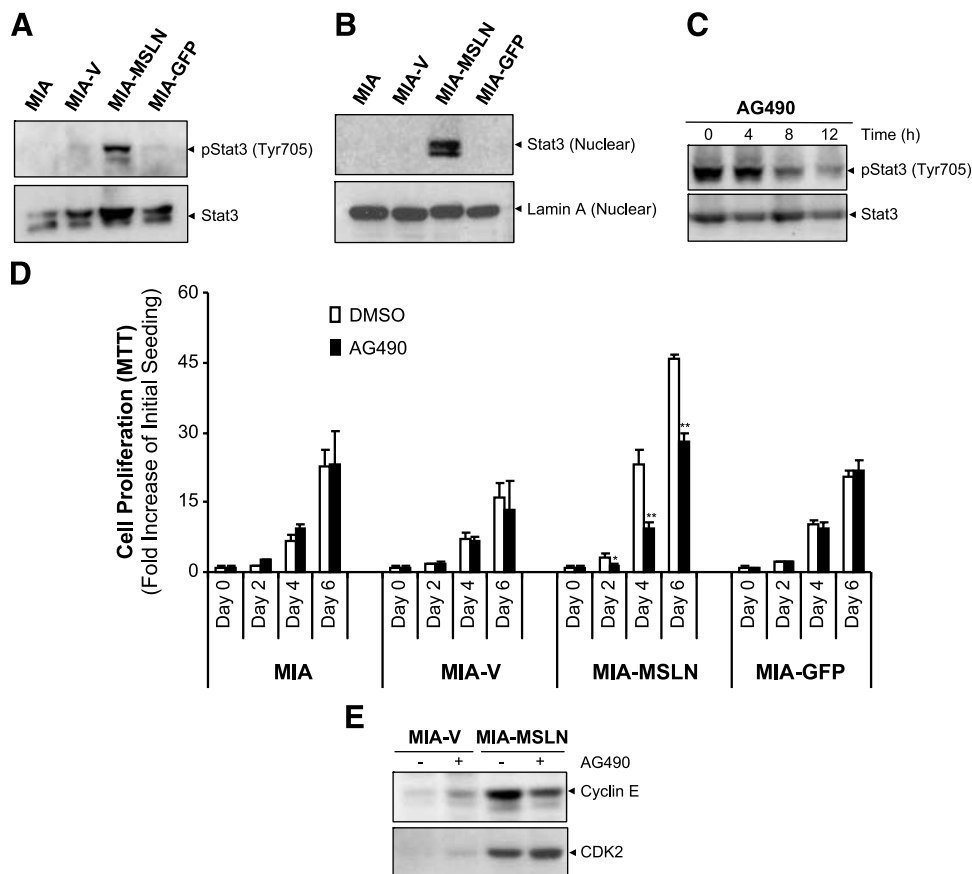 A
MIA
MIA-V
MIA-MSLN
MIA-GFP
pStat3 (Tyr705)
Stat3
B
MIA
MIA-V
MIA-MSLN
MIA-GFP
Stat3 (Nuclear)
Lamin A (Nuclear)
C
AG490
0 4 8 12 Time (h)
pStat3 (Tyr705)
Stat3
D
Cell Proliferation (MTT)
(Fold Increase of Initial Seeding)
60
45
30
15
0
DMSO
AG490
*
**
**
Day 0 Day 2 Day 4 Day 6 Day 0 Day 2 Day 4 Day 6 Day 0 Day 2 Day 4 Day 6 Day 0 Day 2 Day 4 Day 6
MIA MIA-V MIA-MSLN MIA-GFP
E
MIA-V MIA-MSLN
- + - + AG490
Cyclin E
CDK2